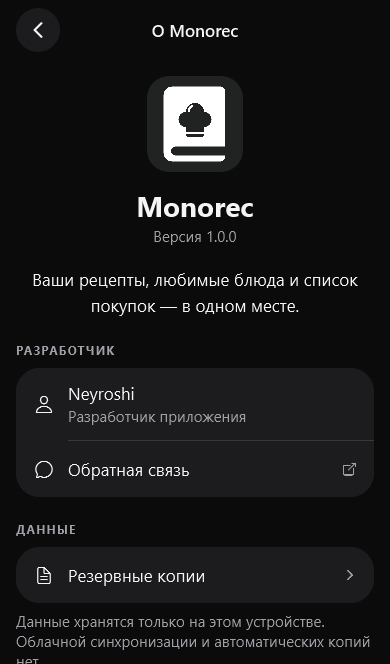 О Monorec
Monorec
Версия 1.0.0
Ваши рецепты, любимые блюда и список
покупок — в одном месте.
РАЗРАБОТЧИК
Neyroshi
Разработчик приложения
Обратная связь
ДАННЫЕ
Резервные копии
Данные хранятся только на этом устройстве.
Облачной синхронизации и автоматических копий
нет.